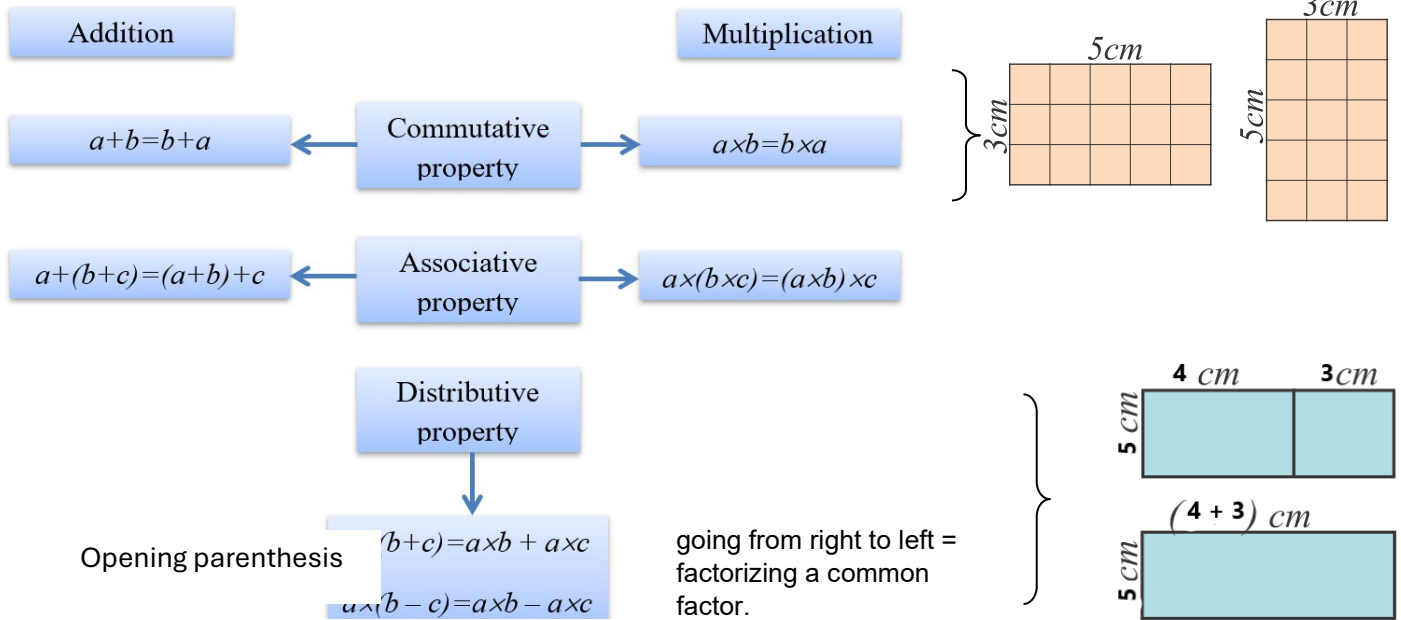 Addition
Multiplication
3cm
5cm
3cm
5cm
a+b=b+a
Commutative
property
a×b=b×a
a+(b+c)=(a+b)+c
Associative
property
a×(b×c)=(a×b)×c
Distributive
property
4 cm
3cm
5 cm
(4 + 3) cm
5 cm
Opening parenthesis
(b+c)=a×b + a×c
a×(b – c)=a×b – a×c
going from right to left =
factorizing a common
factor.